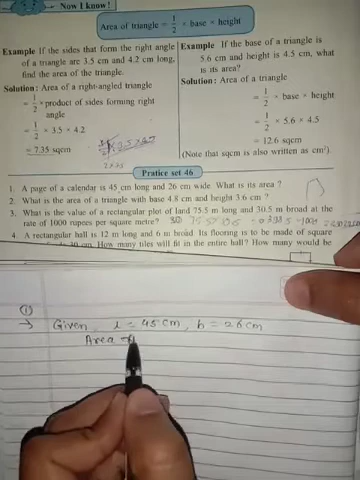 Now I know!
Area of triangle = 1/2 × base × height
Example If the sides that form the right angle
of a triangle are 3.5 cm and 4.2 cm long,
find the area of the triangle.
Solution: Area of a right-angled triangle
= 1/2 × product of sides forming right
angle
= 1/2 × 3.5 × 4.2
= 7.35 sqcm
Example If the base of a triangle is
5.6 cm and height is 4.5 cm, what
is its area?
Solution: Area of a triangle
= 1/2 × base × height
= 1/2 × 5.6 × 4.5
= 12.6 sqcm
(Note that sqcm is also written as cm².)
Pratice set 46
1. A page of a calendar is 45 cm long and 26 cm wide. What is its area ?
2. What is the area of a triangle with base 4.8 cm and height 3.6 cm ?
3. What is the value of a rectangular plot of land 75.5 m long and 30.5 m broad at the
rate of 1000 rupees per square metre?
4. A rectangular hall is 12 m long and 6 m broad. Its flooring is to be made of square
30 cm. How many tiles will fit in the entire hall? How many would be
①
→ Given, l = 45 cm, b = 26 cm
Area